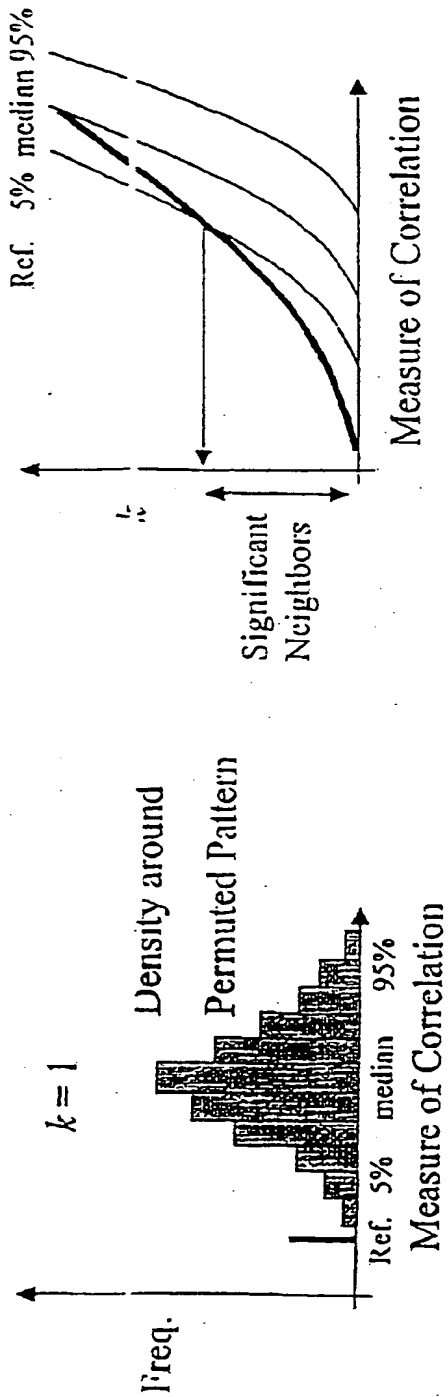 k = 1
Freq.
Density around
Permuted Pattern
Ref. 5% median 95%
Measure of Correlation
Ref. 5% median 95%
k
Significant
Neighbors
Measure of Correlation